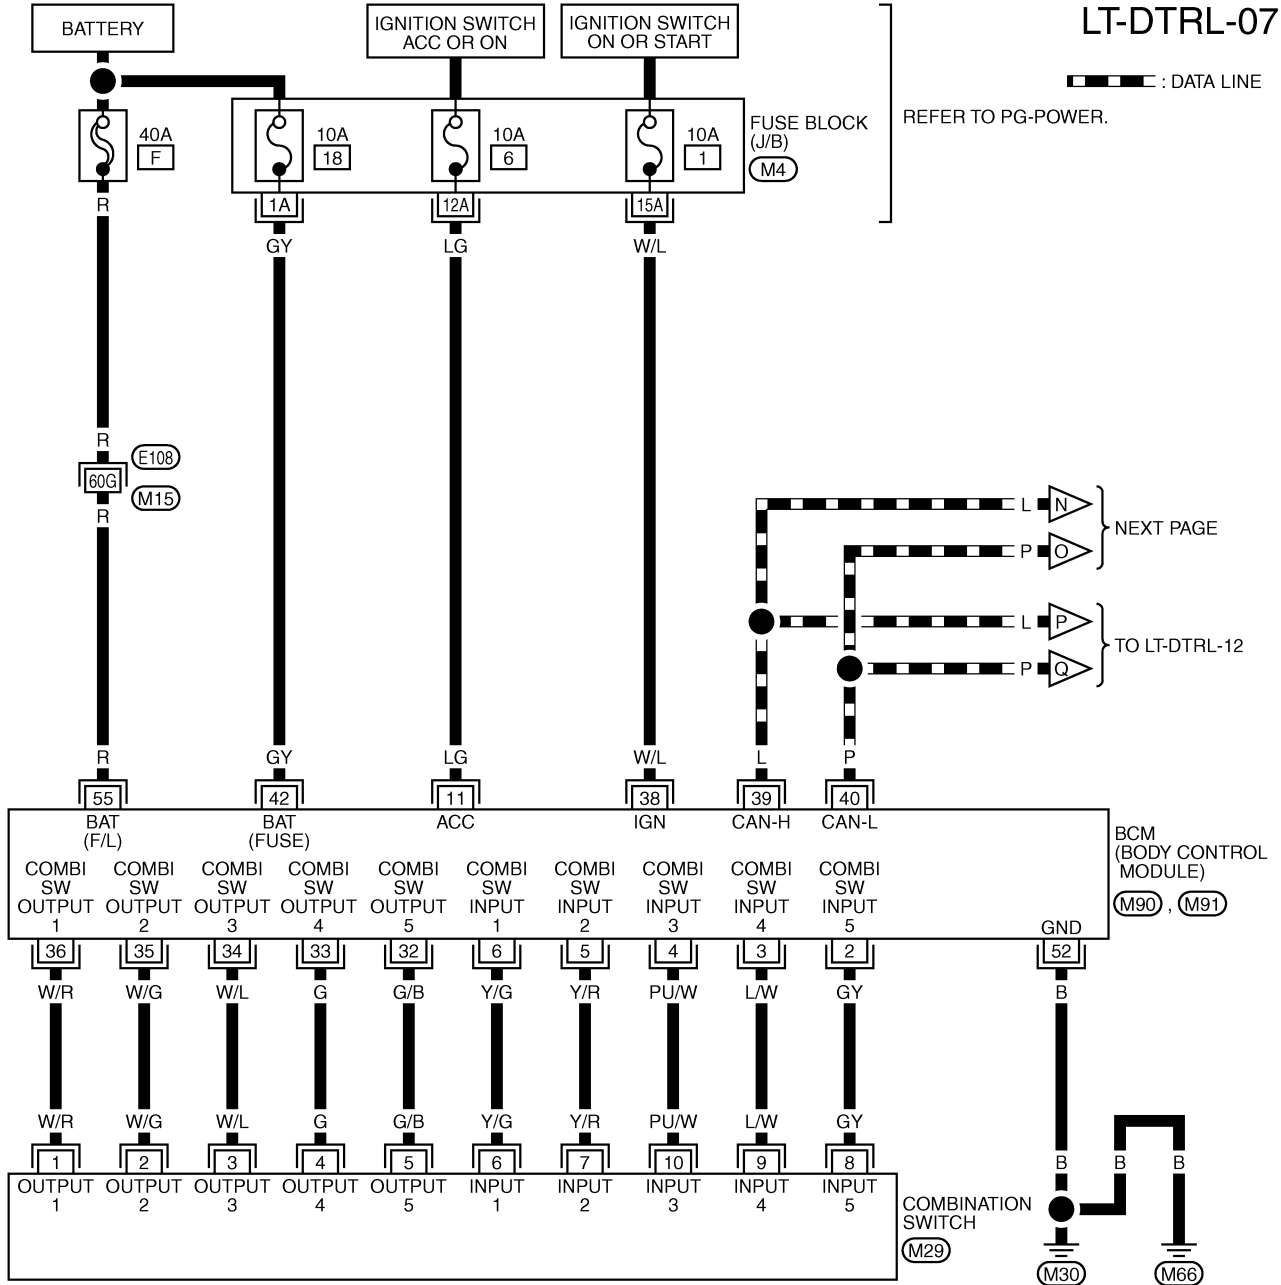 LT-DTRL-07
BATTERY
IGNITION SWITCH
ACC OR ON
IGNITION SWITCH
ON OR START
: DATA LINE
REFER TO PG-POWER.
40A
F
10A
18
10A
6
10A
1
FUSE BLOCK
(J/B)
M4
1A
12A
15A
R
GY
LG
W/L
R
E108
60G
M15
R
L
N
P
O
NEXT PAGE
L
P
P
Q
TO LT-DTRL-12
R
GY
LG
W/L
L
P
55
42
11
38
39
40
BAT
(F/L)
BAT
(FUSE)
ACC
IGN
CAN-H
CAN-L
BCM
(BODY CONTROL
MODULE)
M90 , M91
COMBI
SW
OUTPUT
1
COMBI
SW
OUTPUT
2
COMBI
SW
OUTPUT
3
COMBI
SW
OUTPUT
4
COMBI
SW
OUTPUT
5
COMBI
SW
INPUT
1
COMBI
SW
INPUT
2
COMBI
SW
INPUT
3
COMBI
SW
INPUT
4
COMBI
SW
INPUT
5
GND
36
35
34
33
32
6
5
4
3
2
52
W/R
W/G
W/L
G
G/B
Y/G
Y/R
PU/W
L/W
GY
B
W/R
W/G
W/L
G
G/B
Y/G
Y/R
PU/W
L/W
GY
B
B
B
1
2
3
4
5
6
7
10
9
8
OUTPUT
1
OUTPUT
2
OUTPUT
3
OUTPUT
4
OUTPUT
5
INPUT
1
INPUT
2
INPUT
3
INPUT
4
INPUT
5
COMBINATION
SWITCH
M29
M30
M66